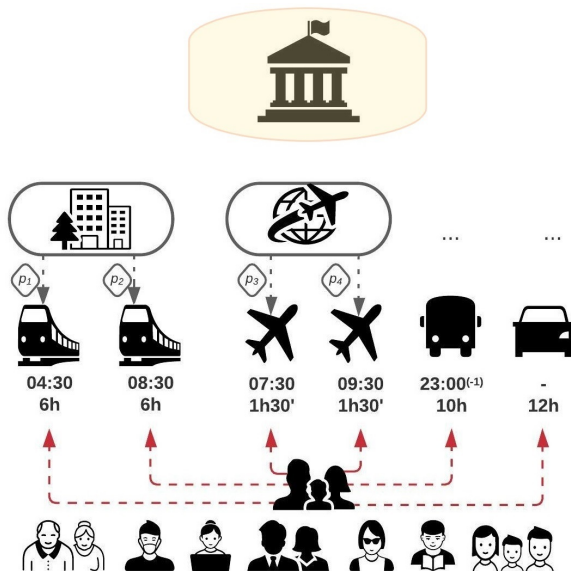 ... ...
p1 p2 p3 p4
04:30 08:30 07:30 09:30 23:00(-1) -
6h 6h 1h30' 1h30' 10h 12h